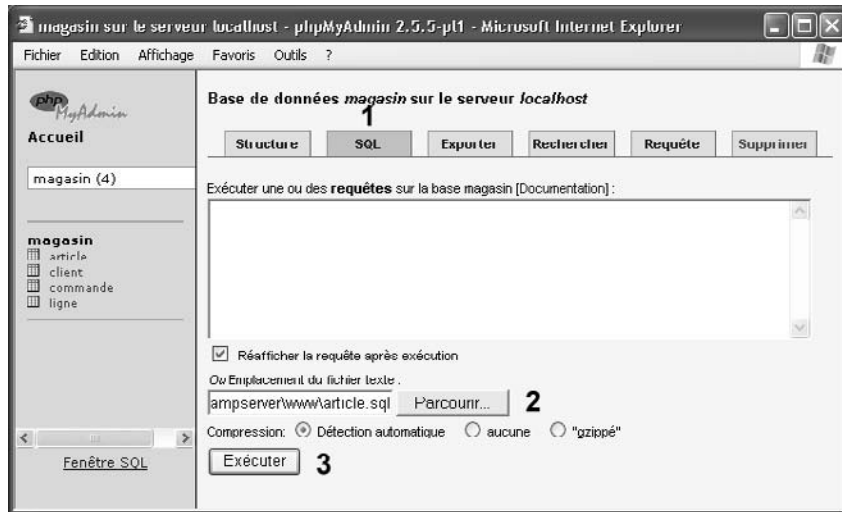 magasin sur le serveur localhost - phpMyAdmin 2.5.5-pl1 - Microsoft Internet Explorer
Fichier Edition Affichage Favoris Outils ?
php
MyAdmin
Accueil
magasin (4)
magasin
article
client
commande
ligne
Fenêtre SQL
Base de données magasin sur le serveur localhost
1
Structure SQL Exporter Rechercher Requête Supprimer
Exécuter une ou des requêtes sur la base magasin [Documentation] :
Réafficher la requête après exécution
Ou Emplacement du fichier texte :
ampserver\www\article.sql Parcourir... 2
Compression: Détection automatique aucune "gzippé"
Exécuter 3